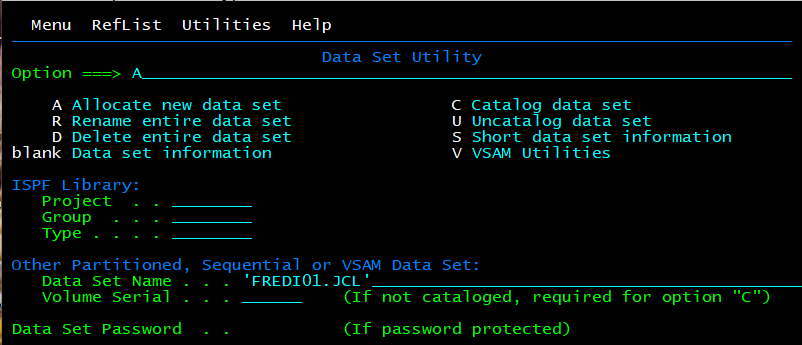 Menu  RefList  Utilities  Help
Data Set Utility
Option ===> A
A Allocate new data set                 C Catalog data set
R Rename entire data set                U Uncatalog data set
D Delete entire data set                S Short data set information
blank Data set information                  V VSAM Utilities
ISPF Library:
Project  . .
Group  . . .
Type . . . .
Other Partitioned, Sequential or VSAM Data Set:
Data Set Name . . . 'FREDI01.JCL'
Volume Serial . . .           (If not cataloged, required for option "C")
Data Set Password  . .           (If password protected)